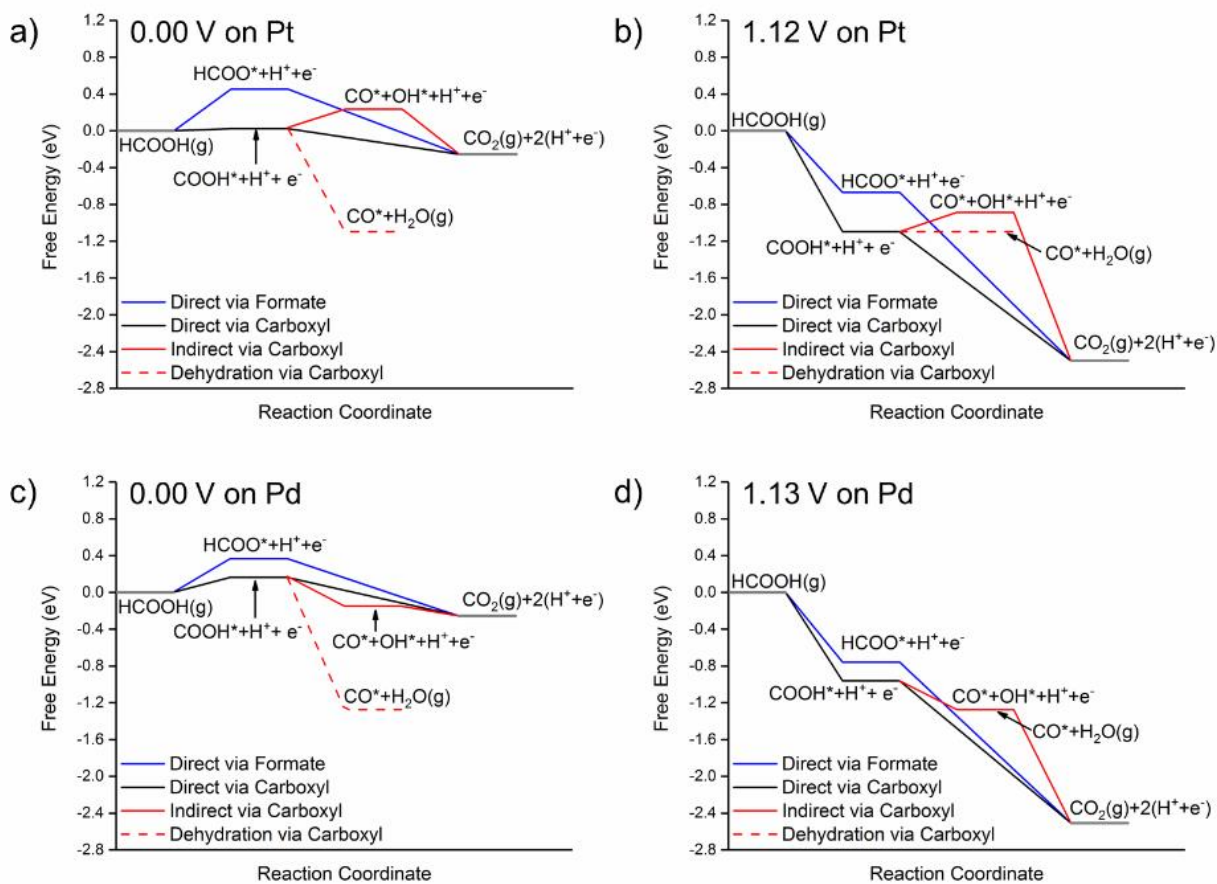 a)
0.00 V on Pt
Free Energy (eV)
1.2
0.8
0.4
0.0
-0.4
-0.8
-1.2
-1.6
-2.0
-2.4
-2.8
HCOO*+H⁺+e⁻
CO*+OH*+H⁺+e⁻
HCOOH(g)
CO₂(g)+2(H⁺+e⁻)
COOH*+H⁺+ e⁻
CO*+H₂O(g)
Direct via Formate
Direct via Carboxyl
Indirect via Carboxyl
Dehydration via Carboxyl
Reaction Coordinate
b)
1.12 V on Pt
Free Energy (eV)
1.2
0.8
0.4
0.0
-0.4
-0.8
-1.2
-1.6
-2.0
-2.4
-2.8
HCOOH(g)
HCOO*+H⁺+e⁻
CO*+OH*+H⁺+e⁻
COOH*+H⁺+ e⁻
CO*+H₂O(g)
CO₂(g)+2(H⁺+e⁻)
Direct via Formate
Direct via Carboxyl
Indirect via Carboxyl
Dehydration via Carboxyl
Reaction Coordinate
c)
0.00 V on Pd
Free Energy (eV)
1.2
0.8
0.4
0.0
-0.4
-0.8
-1.2
-1.6
-2.0
-2.4
-2.8
HCOO*+H⁺+e⁻
HCOOH(g)
CO₂(g)+2(H⁺+e⁻)
COOH*+H⁺+ e⁻
CO*+OH*+H⁺+e⁻
CO*+H₂O(g)
Direct via Formate
Direct via Carboxyl
Indirect via Carboxyl
Dehydration via Carboxyl
Reaction Coordinate
d)
1.13 V on Pd
Free Energy (eV)
1.2
0.8
0.4
0.0
-0.4
-0.8
-1.2
-1.6
-2.0
-2.4
-2.8
HCOOH(g)
HCOO*+H⁺+e⁻
COOH*+H⁺+ e⁻
CO*+OH*+H⁺+e⁻
CO*+H₂O(g)
CO₂(g)+2(H⁺+e⁻)
Direct via Formate
Direct via Carboxyl
Indirect via Carboxyl
Dehydration via Carboxyl
Reaction Coordinate